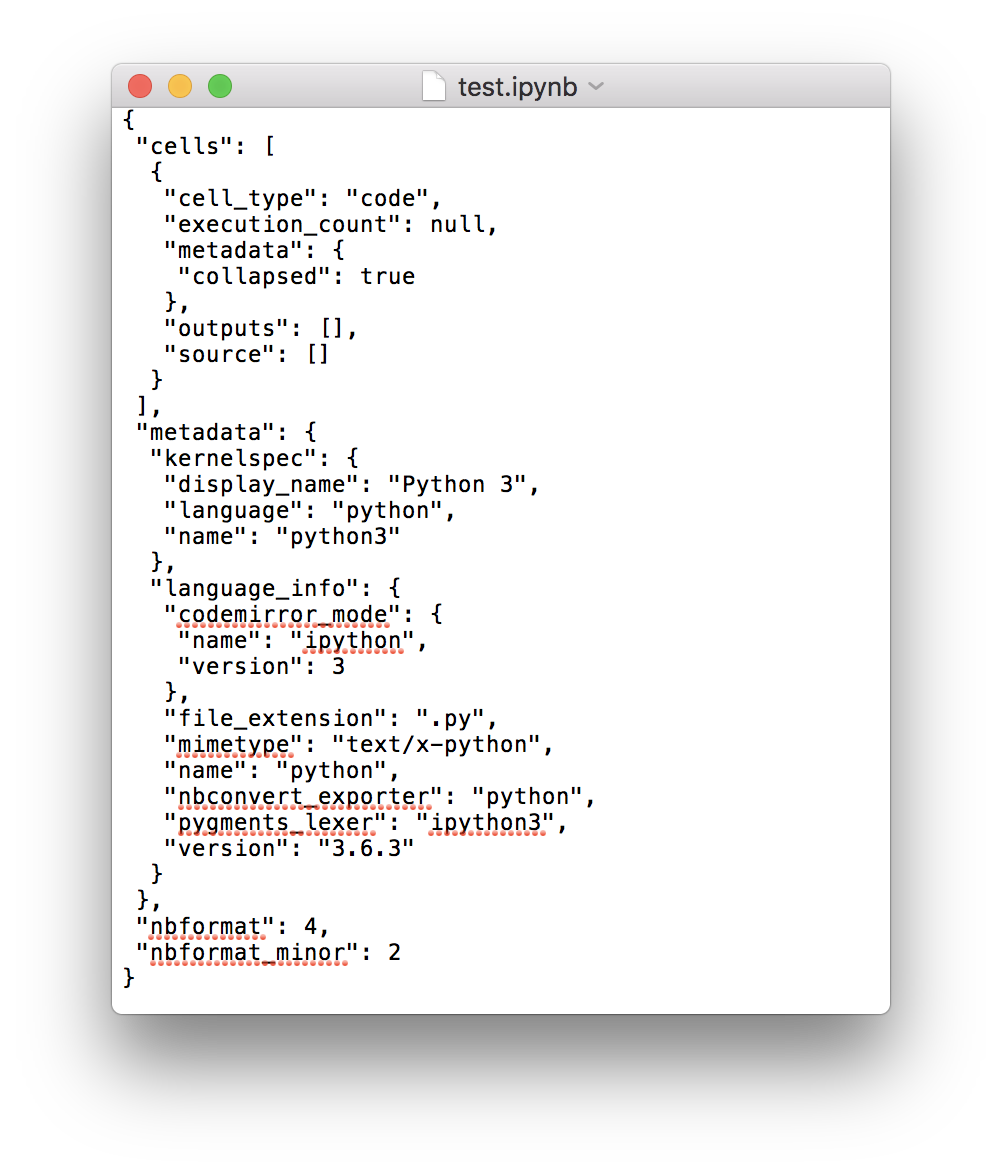 test.ipynb
{
 "cells": [
  {
   "cell_type": "code",
   "execution_count": null,
   "metadata": {
    "collapsed": true
   },
   "outputs": [],
   "source": []
  }
 ],
 "metadata": {
  "kernelspec": {
   "display_name": "Python 3",
   "language": "python",
   "name": "python3"
  },
  "language_info": {
   "codemirror_mode": {
    "name": "ipython",
    "version": 3
   },
   "file_extension": ".py",
   "mimetype": "text/x-python",
   "name": "python",
   "nbconvert_exporter": "python",
   "pygments_lexer": "ipython3",
   "version": "3.6.3"
  }
 },
 "nbformat": 4,
 "nbformat_minor": 2
}